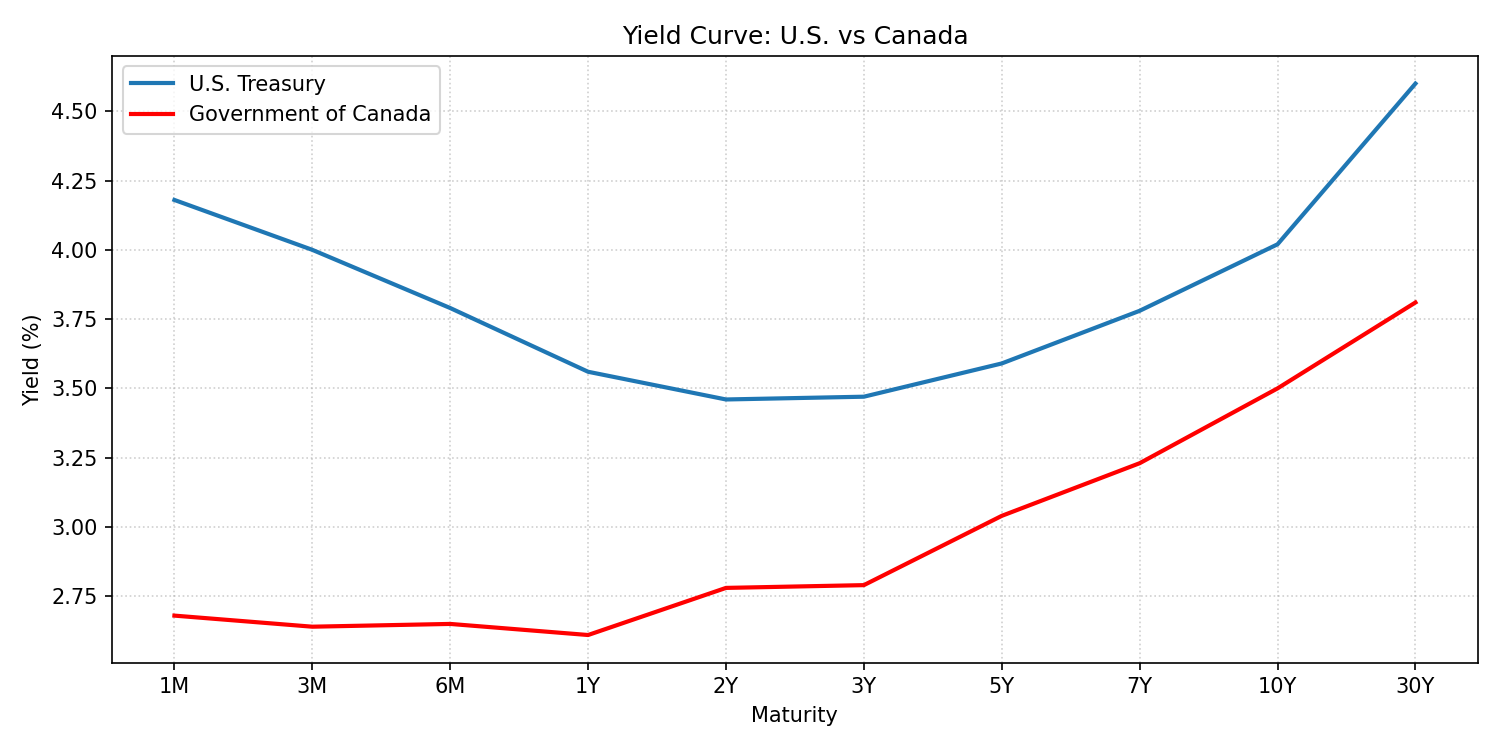 Yield Curve: U.S. vs Canada
U.S. Treasury
Government of Canada
4.50
4.25
4.00
3.75
3.50
3.25
3.00
2.75
Yield (%)
1M 3M 6M 1Y 2Y 3Y 5Y 7Y 10Y 30Y
Maturity